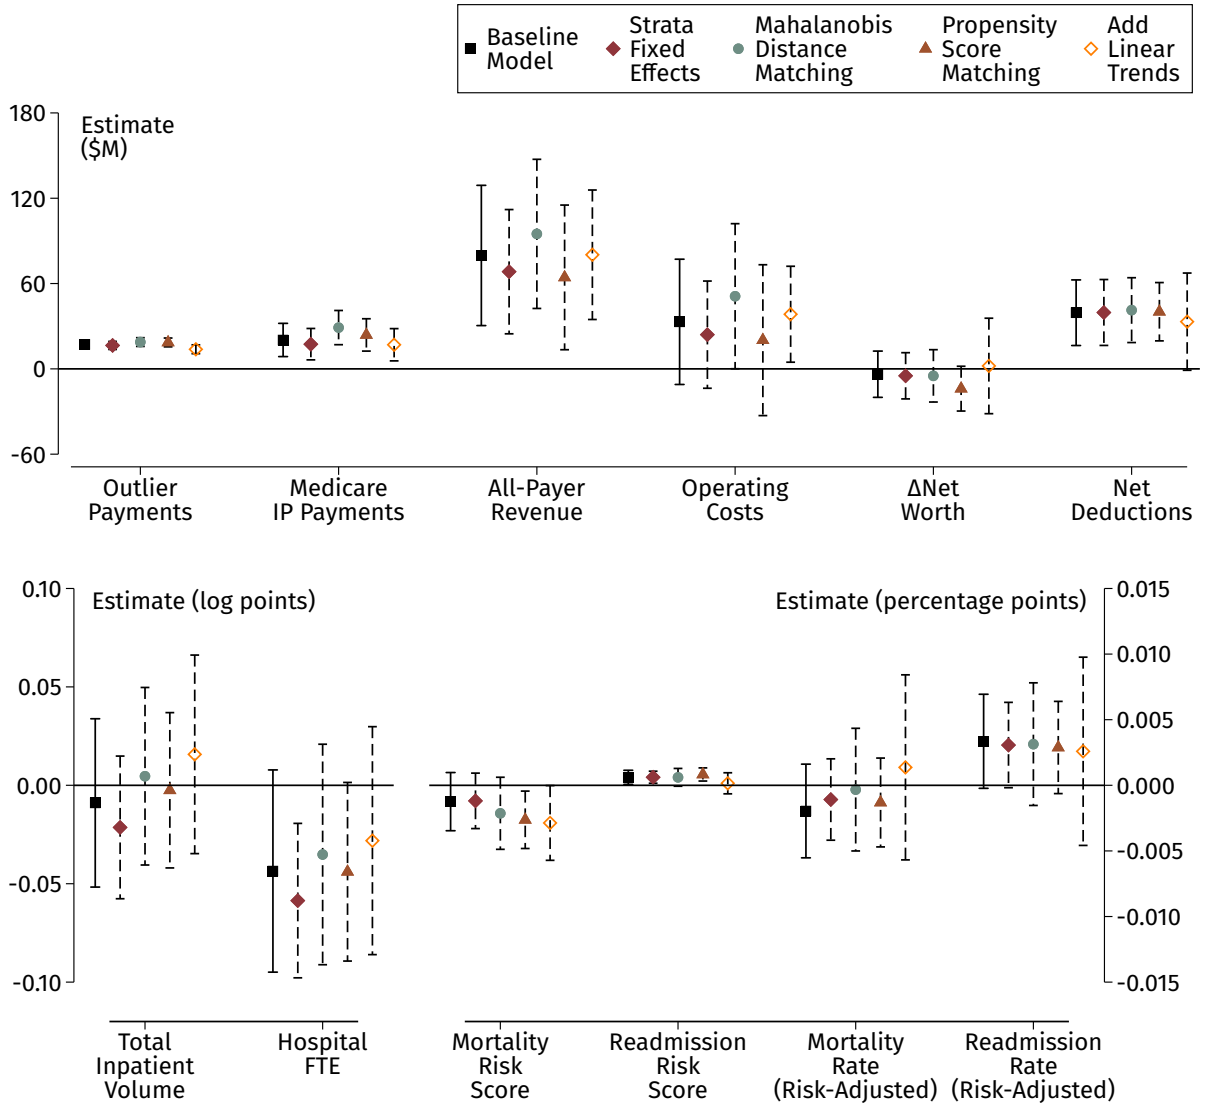 Baseline
Model
Strata
Fixed
Effects
Mahalanobis
Distance
Matching
Propensity
Score
Matching
Add
Linear
Trends
Estimate
($M)
180
120
60
0
-60
Outlier
Payments
Medicare
IP Payments
All-Payer
Revenue
Operating
Costs
ΔNet
Worth
Net
Deductions
Estimate (log points)
0.10
0.05
0.00
-0.05
-0.10
Estimate (percentage points)
0.015
0.010
0.005
0.000
-0.005
-0.010
-0.015
Total
Inpatient
Volume
Hospital
FTE
Mortality
Risk
Score
Readmission
Risk
Score
Mortality
Rate
(Risk-Adjusted)
Readmission
Rate
(Risk-Adjusted)